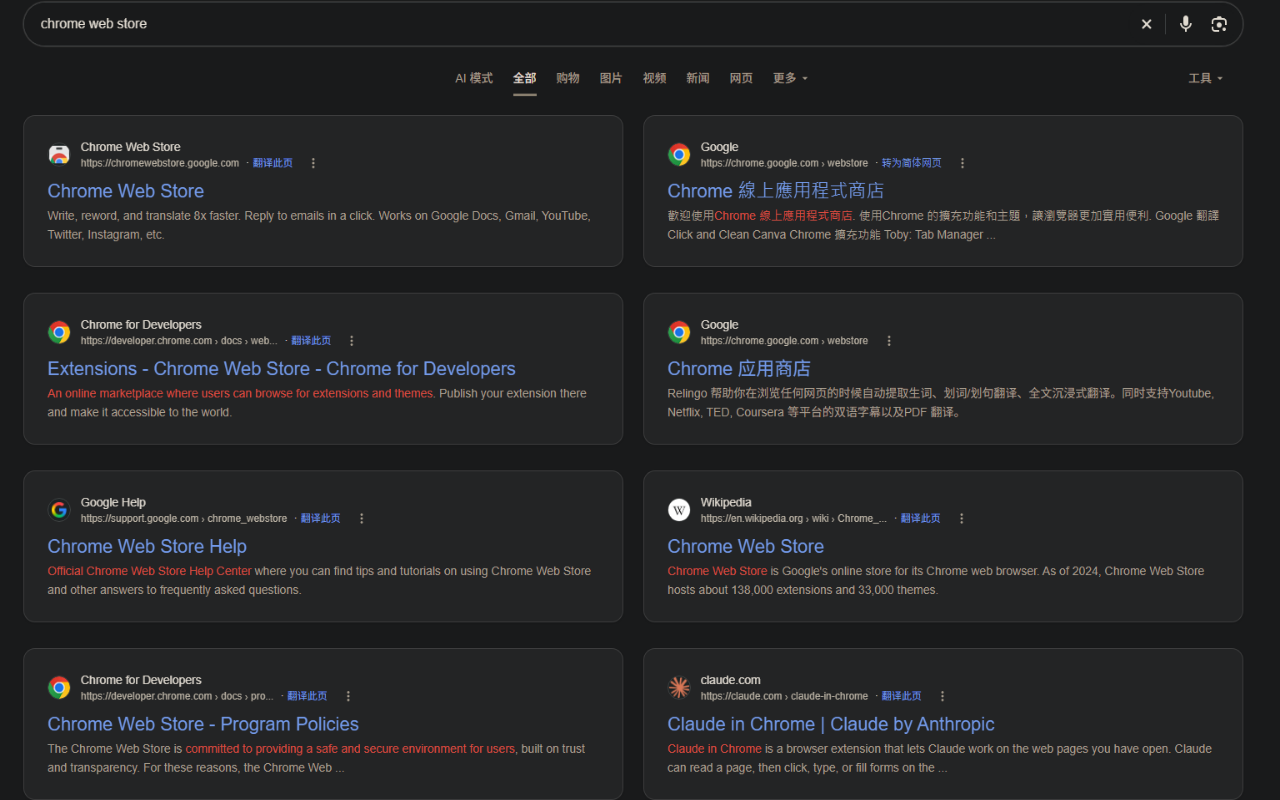 chrome web store
AI 模式 全部 购物 图片 视频 新闻 网页 更多 工具
Chrome Web Store
https://chromewebstore.google.com · 翻译此页
Chrome Web Store
Write, reword, and translate 8x faster. Reply to emails in a click. Works on Google Docs, Gmail, YouTube,
Twitter, Instagram, etc.
Google
https://chrome.google.com › webstore · 转为简体网页
Chrome 線上應用程式商店
歡迎使用Chrome 線上應用程式商店. 使用Chrome 的擴充功能和主題，讓瀏覽器更加實用便利. Google 翻譯
Click and Clean Canva Chrome 擴充功能 Toby: Tab Manager ...
Chrome for Developers
https://developer.chrome.com › docs › web... · 翻译此页
Extensions - Chrome Web Store - Chrome for Developers
An online marketplace where users can browse for extensions and themes. Publish your extension there
and make it accessible to the world.
Google
https://chrome.google.com › webstore
Chrome 应用商店
Relingo 帮助你在浏览任何网页的时候自动提取生词、划词/划句翻译、全文沉浸式翻译。同时支持Youtube,
Netflix, TED, Coursera 等平台的双语字幕以及PDF 翻译。
Google Help
https://support.google.com › chrome_webstore · 翻译此页
Chrome Web Store Help
Official Chrome Web Store Help Center where you can find tips and tutorials on using Chrome Web Store
and other answers to frequently asked questions.
W
Wikipedia
https://en.wikipedia.org › wiki › Chrome_... · 翻译此页
Chrome Web Store
Chrome Web Store is Google's online store for its Chrome web browser. As of 2024, Chrome Web Store
hosts about 138,000 extensions and 33,000 themes.
Chrome for Developers
https://developer.chrome.com › docs › pro... · 翻译此页
Chrome Web Store - Program Policies
The Chrome Web Store is committed to providing a safe and secure environment for users, built on trust
and transparency. For these reasons, the Chrome Web ...
claude.com
https://claude.com › claude-in-chrome · 翻译此页
Claude in Chrome | Claude by Anthropic
Claude in Chrome is a browser extension that lets Claude work on the web pages you have open. Claude
can read a page, then click, type, or fill forms on the ...